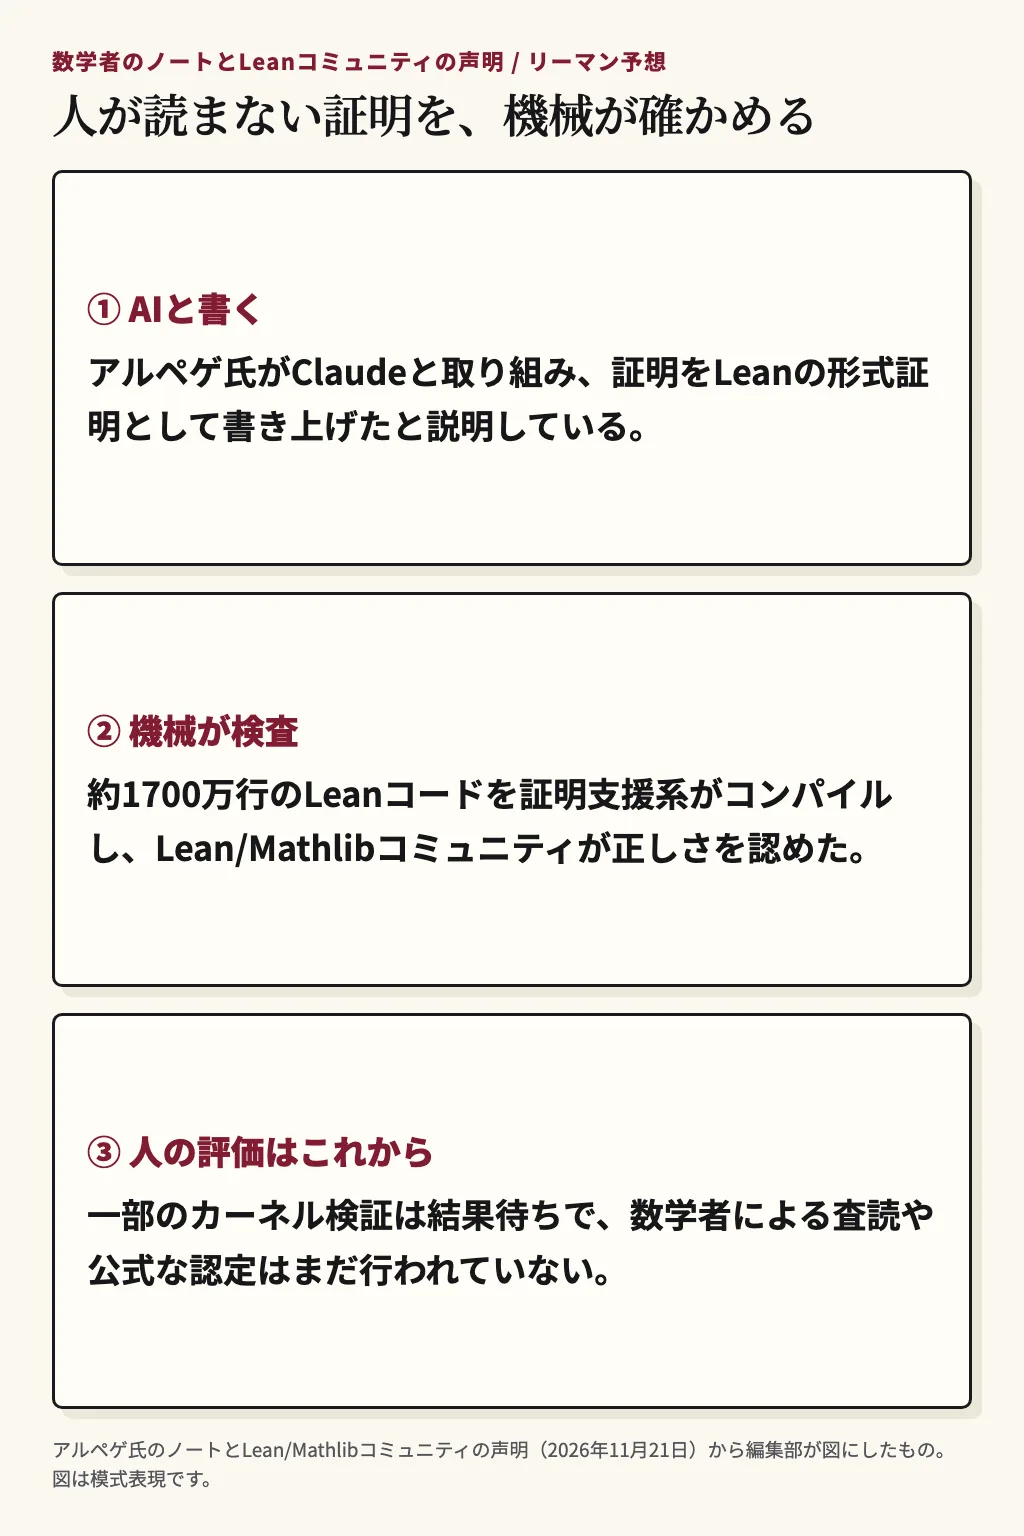 数学者のノートとLeanコミュニティの声明 / リーマン予想
人が読まない証明を、機械が確かめる
① AIと書く
アルペゲ氏がClaudeと取り組み、証明をLeanの形式証
明として書き上げたと説明している。
② 機械が検査
約1700万行のLeanコードを証明支援系がコンパイル
し、Lean/Mathlibコミュニティが正しさを認めた。
③ 人の評価はこれから
一部のカーネル検証は結果待ちで、数学者による査読や
公式な認定はまだ行われていない。
アルペゲ氏のノートとLean/Mathlibコミュニティの声明（2026年11月21日）から編集部が図にしたもの。
図は模式表現です。